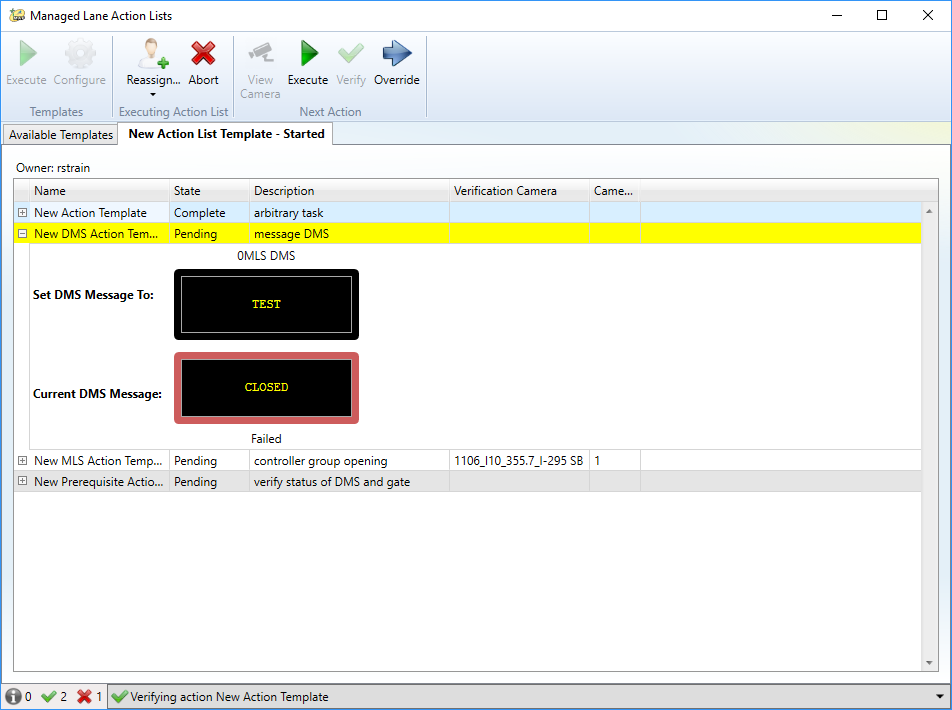 Managed Lane Action Lists
Execute Configure Reassign... Abort View Camera Execute Verify Override
Templates Executing Action List Next Action
Available Templates New Action List Template - Started
Owner: rstrain
Name State Description Verification Camera Came...
New Action Template Complete arbitrary task
New DMS Action Tem... Pending message DMS
0MLS DMS
Set DMS Message To: TEST
Current DMS Message: CLOSED
Failed
New MLS Action Temp... Pending controller group opening 1106_I10_355.7_I-295 SB 1
New Prerequisite Actio... Pending verify status of DMS and gate
0 2 1 Verifying action New Action Template